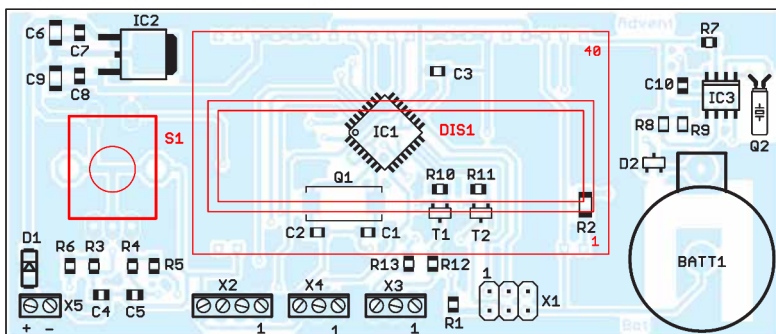 IC2
Advent
R7
C6
C7
40
C9
C8
C3
C10
IC3
IC1
DIS1
S1
R8
R9
Q2
D2
Q1
R10
R11
D1
C2
C1
T1
T2
R2
1
R6
R3
R4
R5
R13
R12
BATT1
X5
C4
C5
X2
X4
X3
1
X1
R1
+
-
1
1
1
Bat